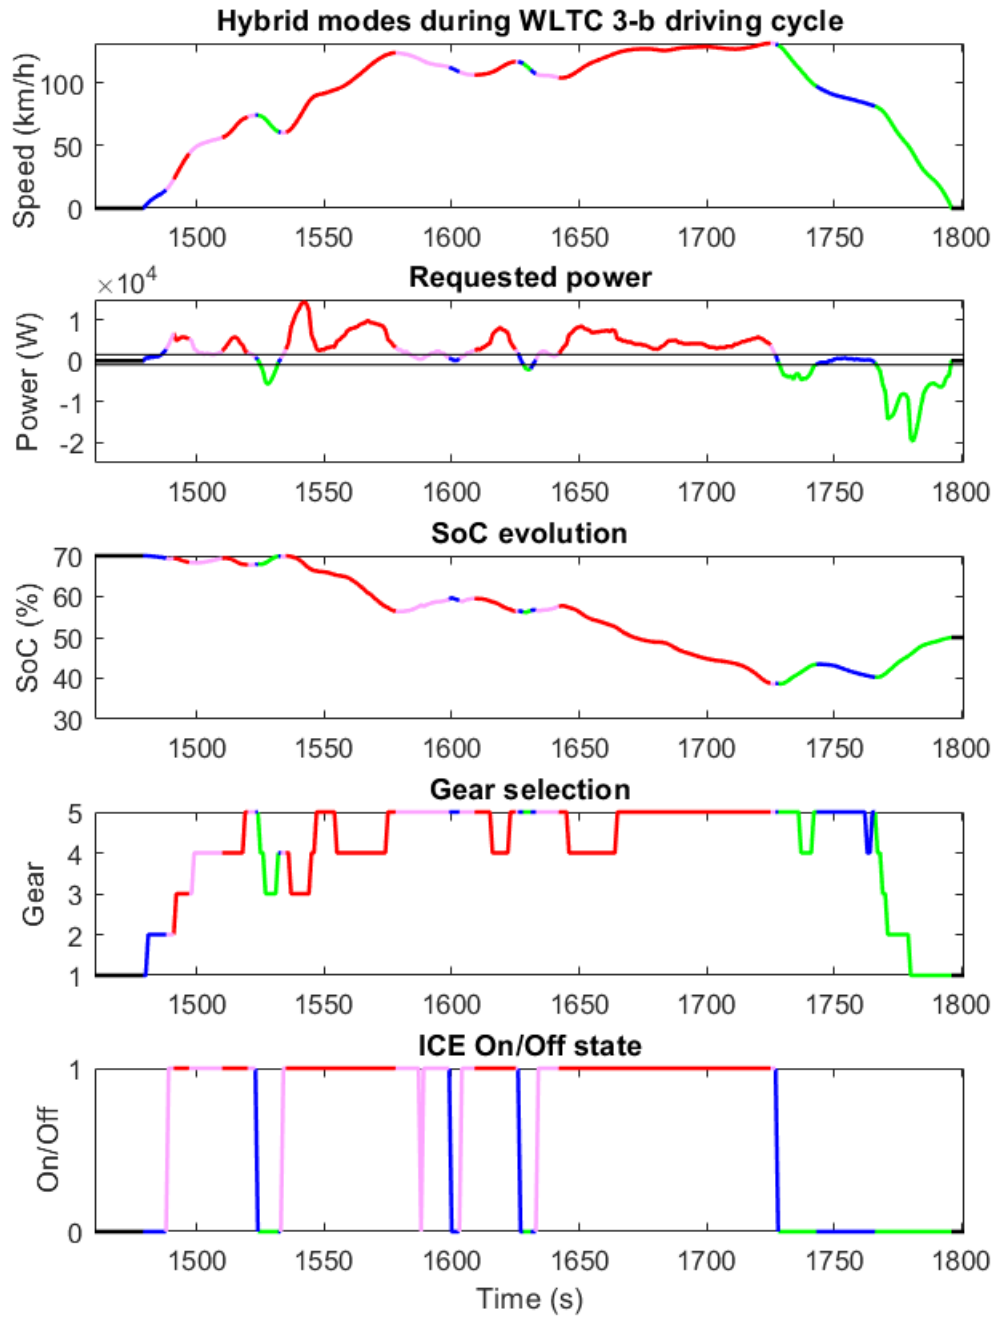 Hybrid modes during WLTC 3-b driving cycle
Speed (km/h)
100
50
0
1500 1550 1600 1650 1700 1750 1800
×10⁴
Requested power
Power (W)
1
0
-1
-2
1500 1550 1600 1650 1700 1750 1800
SoC evolution
SoC (%)
70
60
50
40
30
1500 1550 1600 1650 1700 1750 1800
Gear selection
Gear
5
4
3
2
1
1500 1550 1600 1650 1700 1750 1800
ICE On/Off state
On/Off
1
0
1500 1550 1600 1650 1700 1750 1800
Time (s)